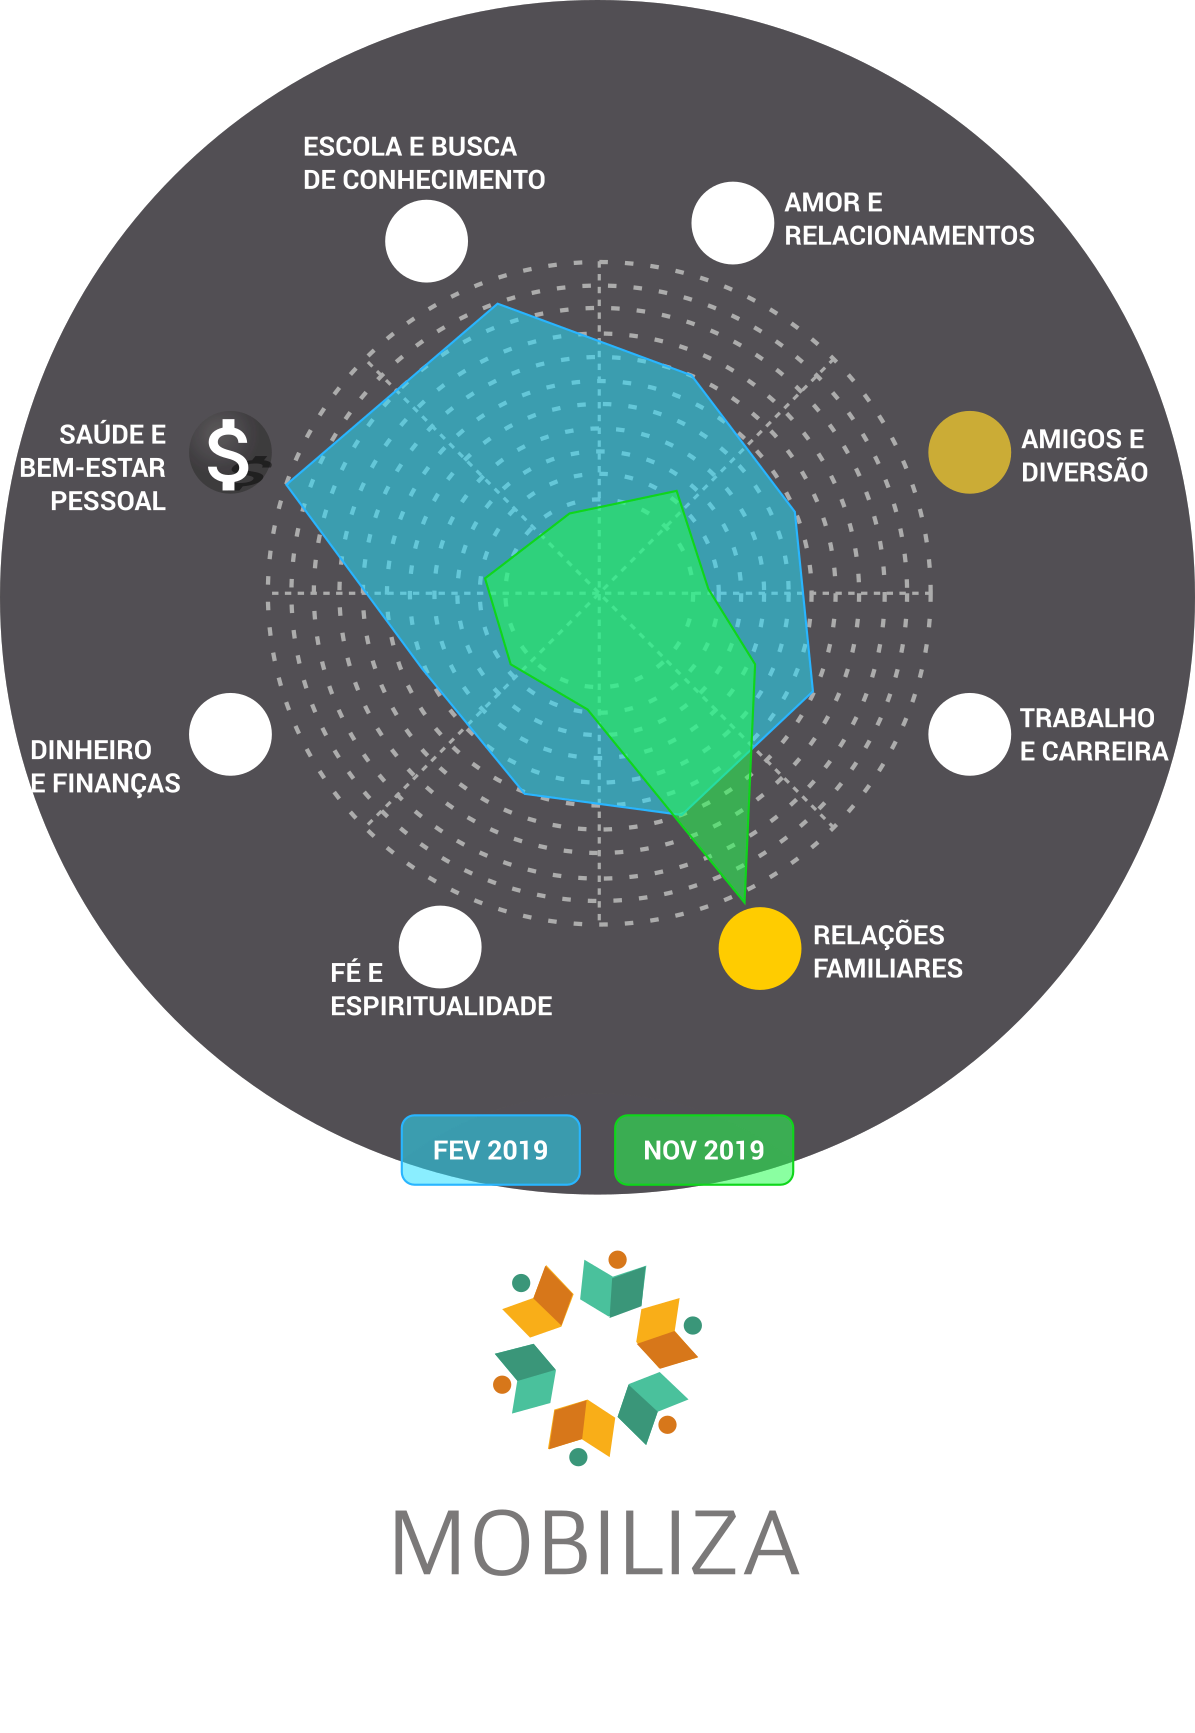 ESCOLA E BUSCA
DE CONHECIMENTO
AMOR E
RELACIONAMENTOS
SAÚDE E
BEM-ESTAR
PESSOAL
$
AMIGOS E
DIVERSÃO
DINHEIRO
E FINANÇAS
TRABALHO
E CARREIRA
FÉ E
ESPIRITUALIDADE
RELAÇÕES
FAMILIARES
FEV 2019
NOV 2019
MOBILIZA